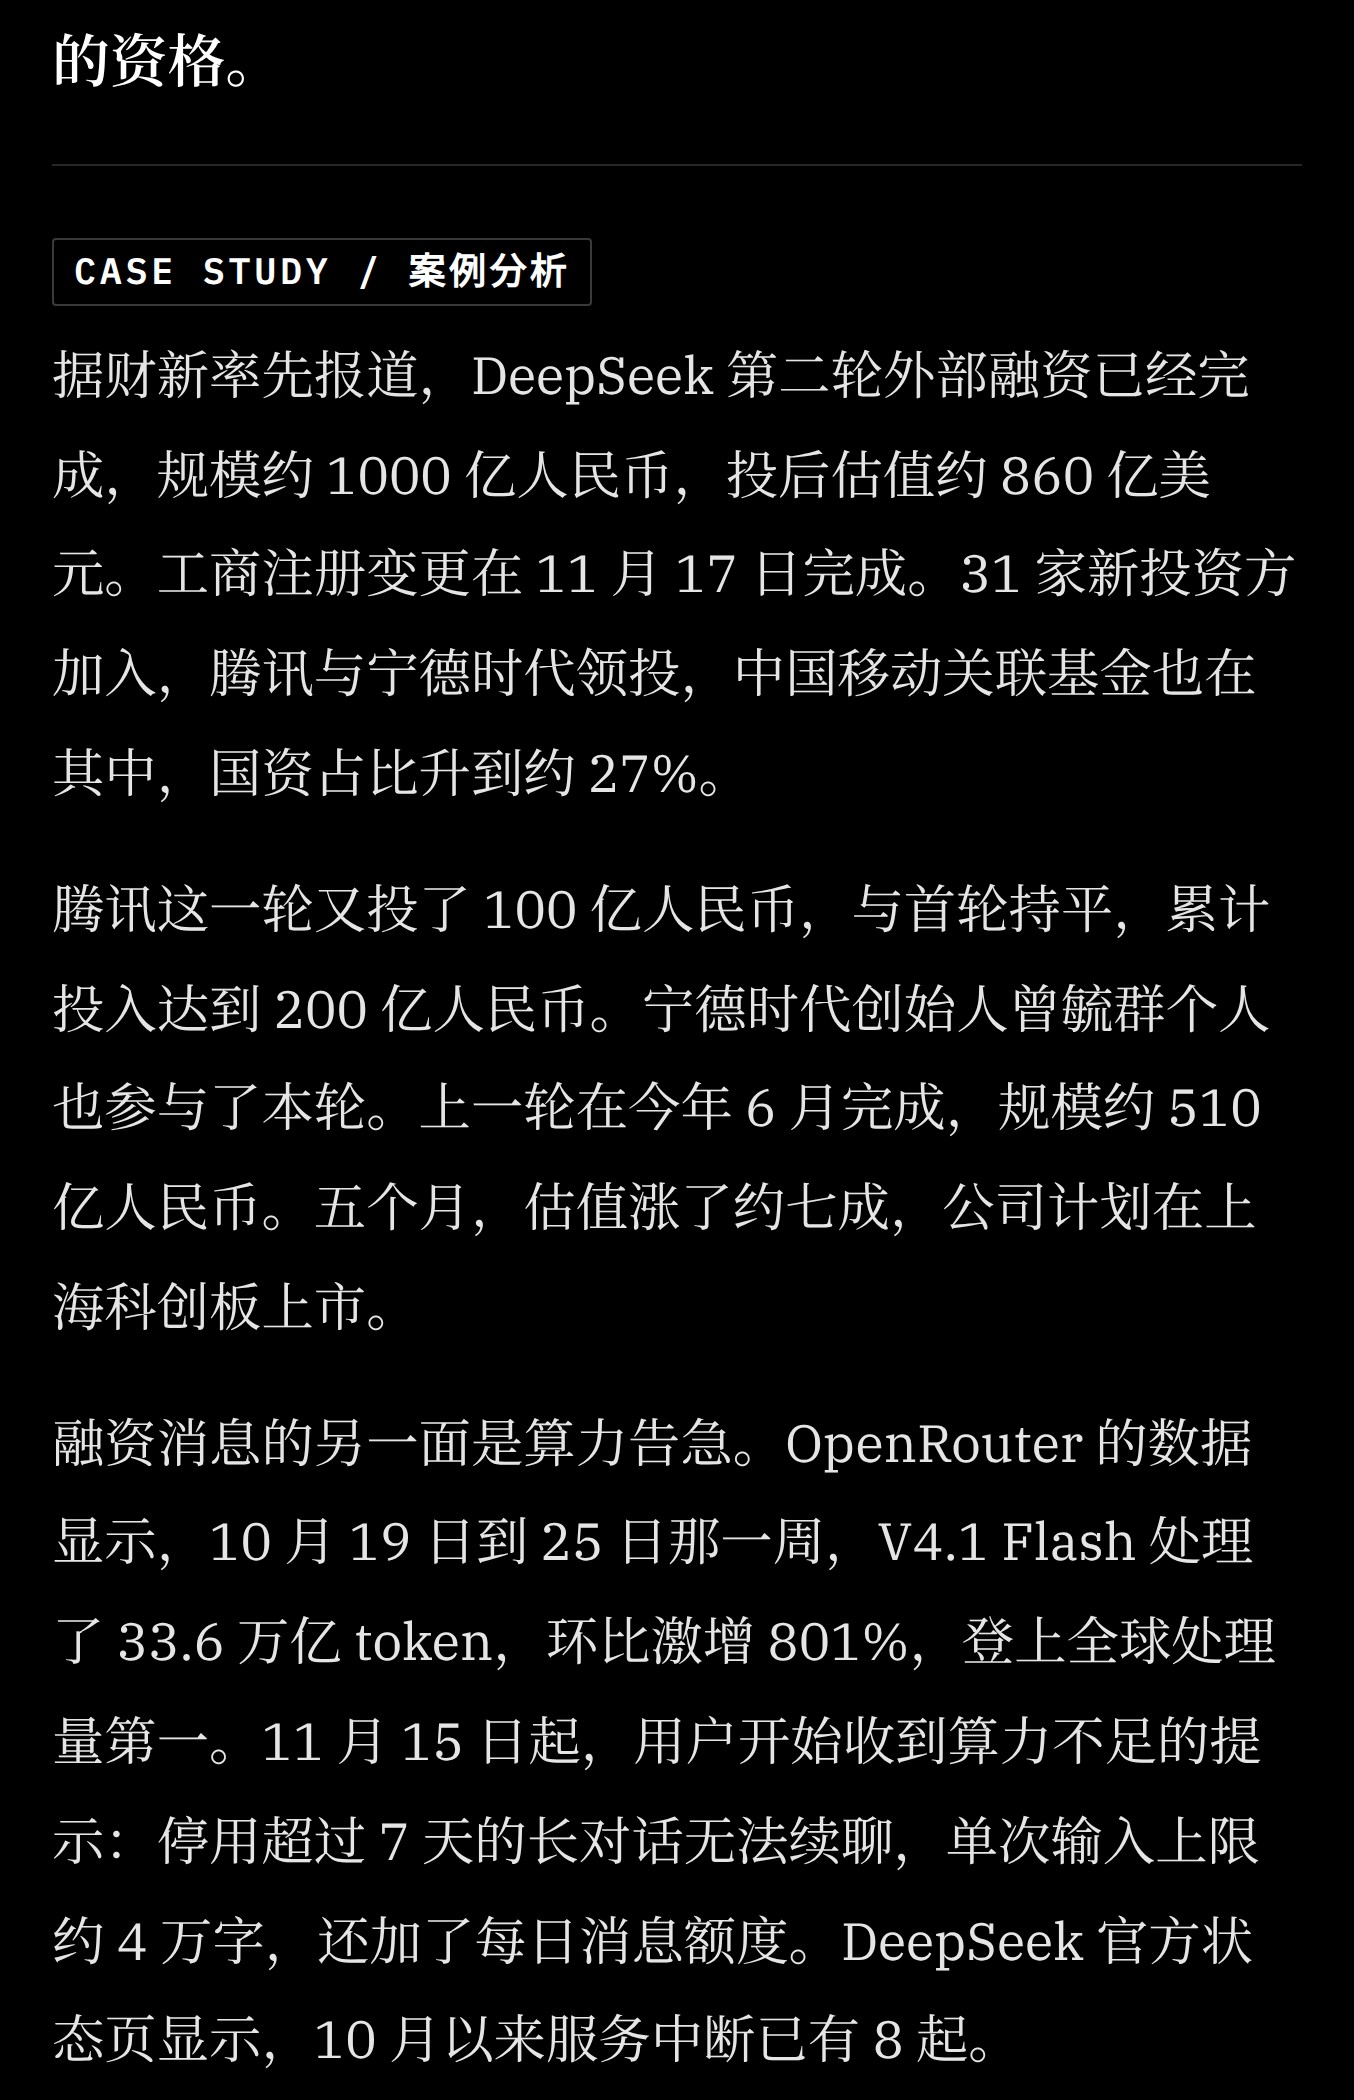 的资格。
CASE STUDY / 案例分析
据财新率先报道，DeepSeek 第二轮外部融资已经完
成，规模约 1000 亿人民币，投后估值约 860 亿美
元。工商注册变更在 11 月 17 日完成。31 家新投资方
加入，腾讯与宁德时代领投，中国移动关联基金也在
其中，国资占比升到约 27%。
腾讯这一轮又投了 100 亿人民币，与首轮持平，累计
投入达到 200 亿人民币。宁德时代创始人曾毓群个人
也参与了本轮。上一轮在今年 6 月完成，规模约 510
亿人民币。五个月，估值涨了约七成，公司计划在上
海科创板上市。
融资消息的另一面是算力告急。OpenRouter 的数据
显示，10 月 19 日到 25 日那一周，V4.1 Flash 处理
了 33.6 万亿 token，环比激增 801%，登上全球处理
量第一。11 月 15 日起，用户开始收到算力不足的提
示：停用超过 7 天的长对话无法续聊，单次输入上限
约 4 万字，还加了每日消息额度。DeepSeek 官方状
态页显示，10 月以来服务中断已有 8 起。